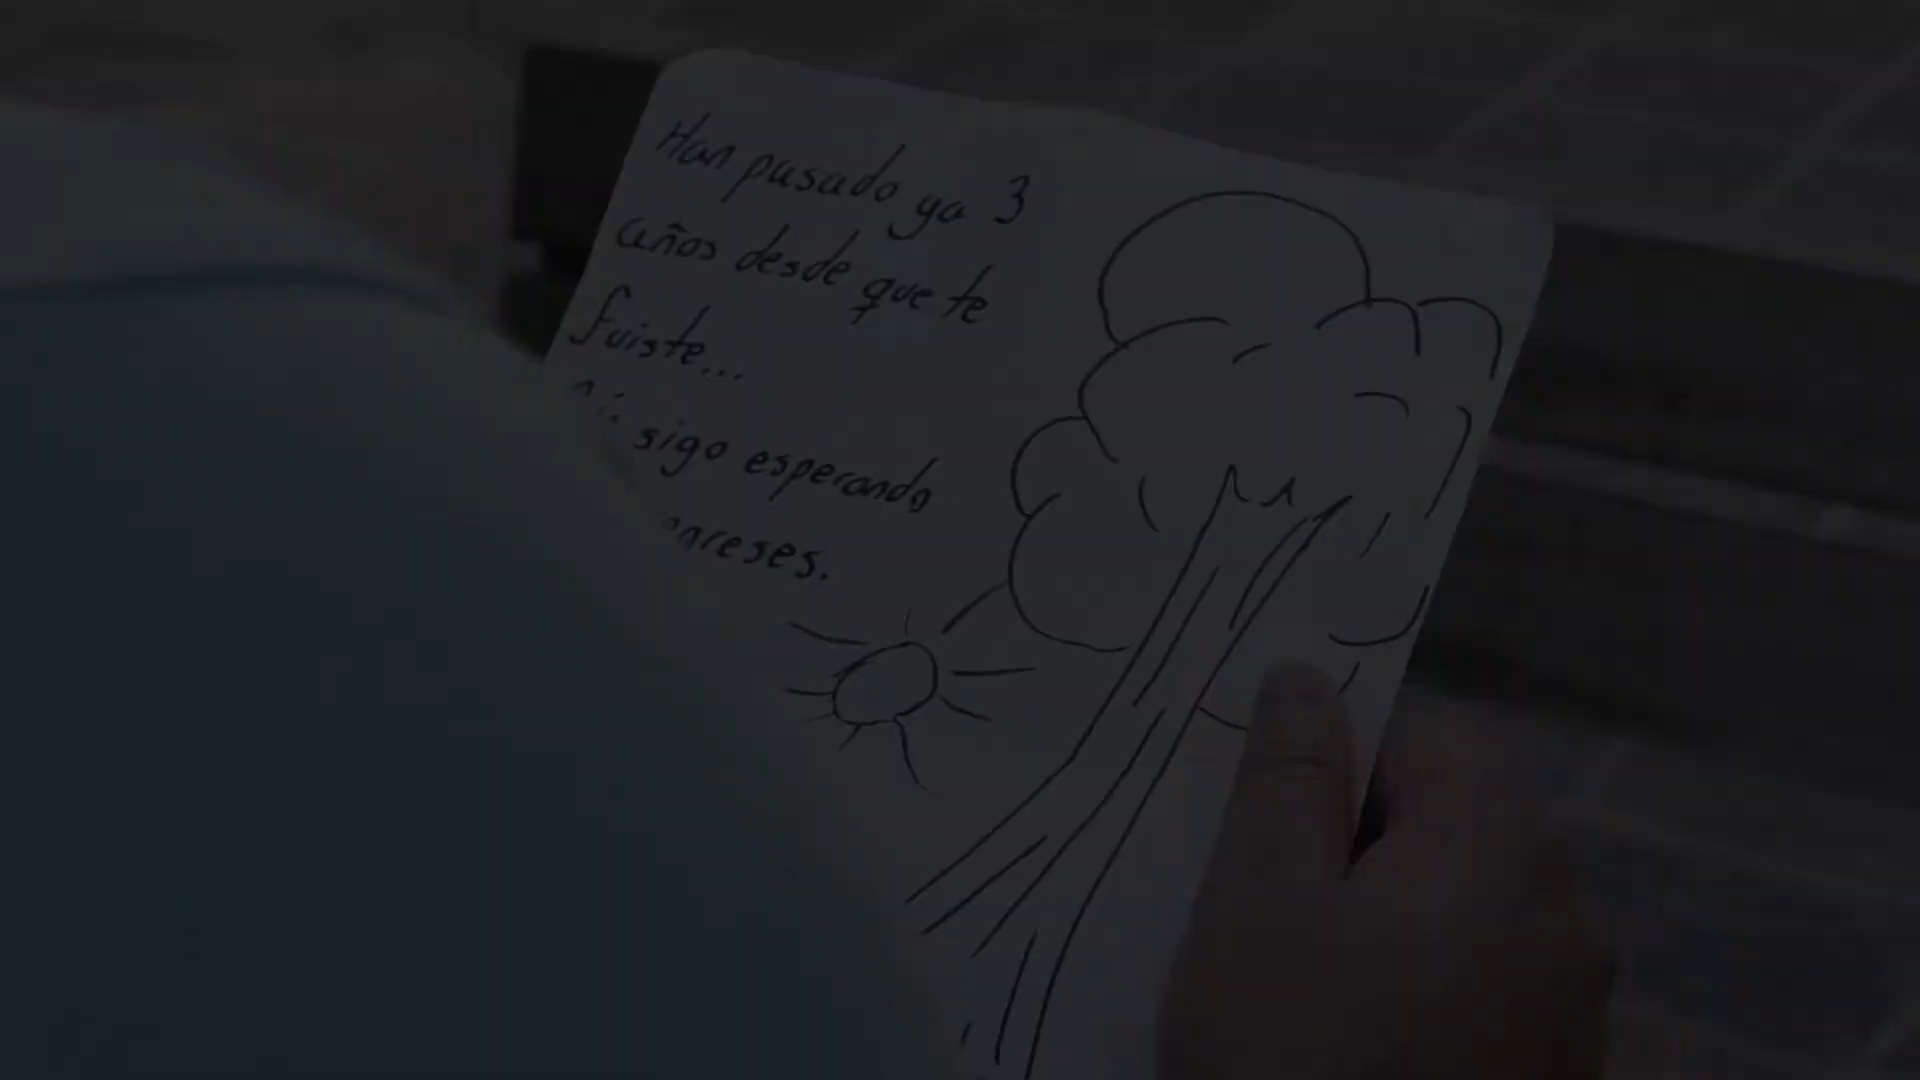 Han pasado ya 3
años desde que te
fuiste...
sigo esperando